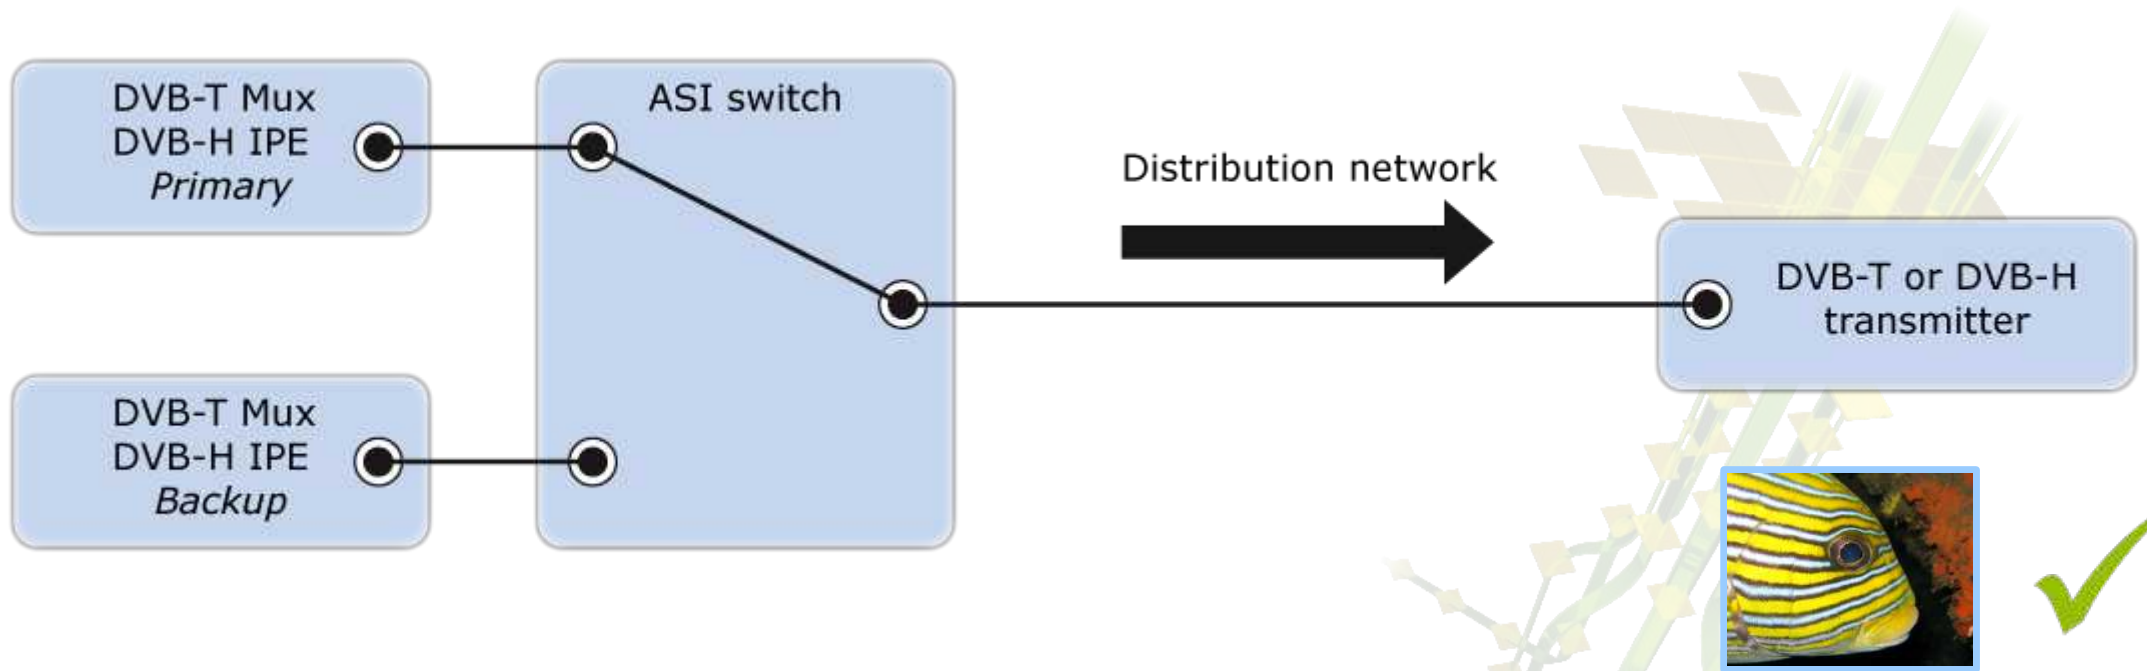 DVB-T Mux
DVB-H IPE
Primary
ASI switch
Distribution network
DVB-T or DVB-H
transmitter
DVB-T Mux
DVB-H IPE
Backup